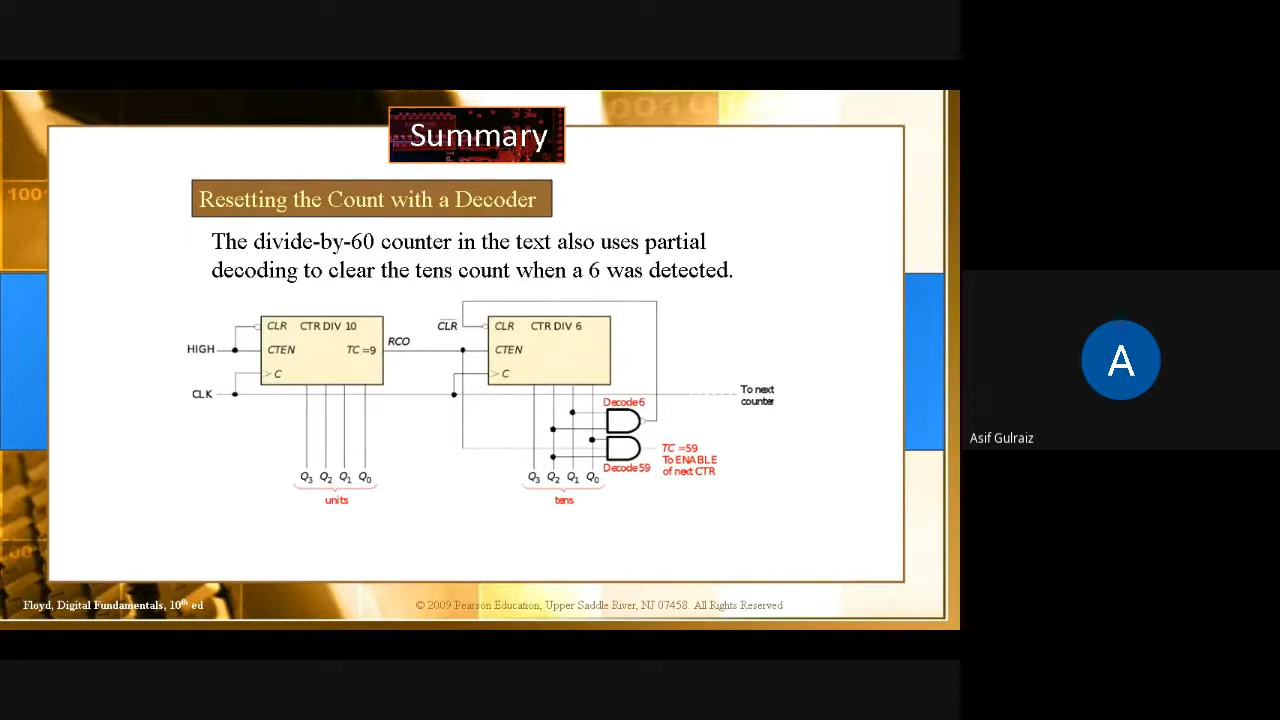 Summary
Resetting the Count with a Decoder
The divide-by-60 counter in the text also uses partial
decoding to clear the tens count when a 6 was detected.
HIGH
CLK
CLR CTR DIV 10
CTEN TC =9
C
RCO
CLR
CLR CTR DIV 6
CTEN
C
To next
counter
Decode6
TC =59
To ENABLE
of next CTR
Decode59
Q3 Q2 Q1 Q0
units
Q3 Q2 Q1 Q0
tens
Floyd, Digital Fundamentals, 10th ed
© 2009 Pearson Education, Upper Saddle River, NJ 07458. All Rights Reserved
A
Asif Gulraiz